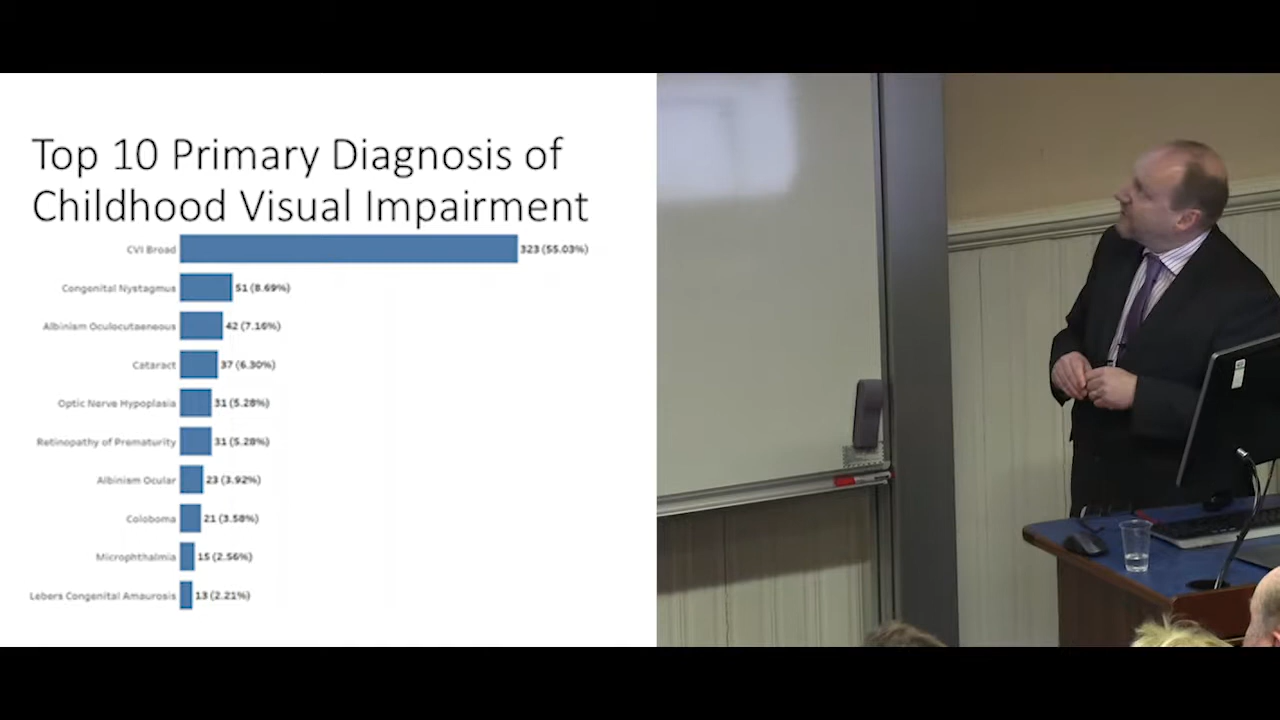 Top 10 Primary Diagnosis of
Childhood Visual Impairment
CVI Broad 323 (55.03%)
Congenital Nystagmus 51 (8.69%)
Albinism Oculocutaeneous 42 (7.16%)
Cataract 37 (6.30%)
Optic Nerve Hypoplasia 31 (5.28%)
Retinopathy of Prematurity 31 (5.28%)
Albinism Ocular 23 (3.92%)
Coloboma 21 (3.58%)
Microphthalmia 15 (2.56%)
Lebers Congenital Amaurosis 13 (2.21%)